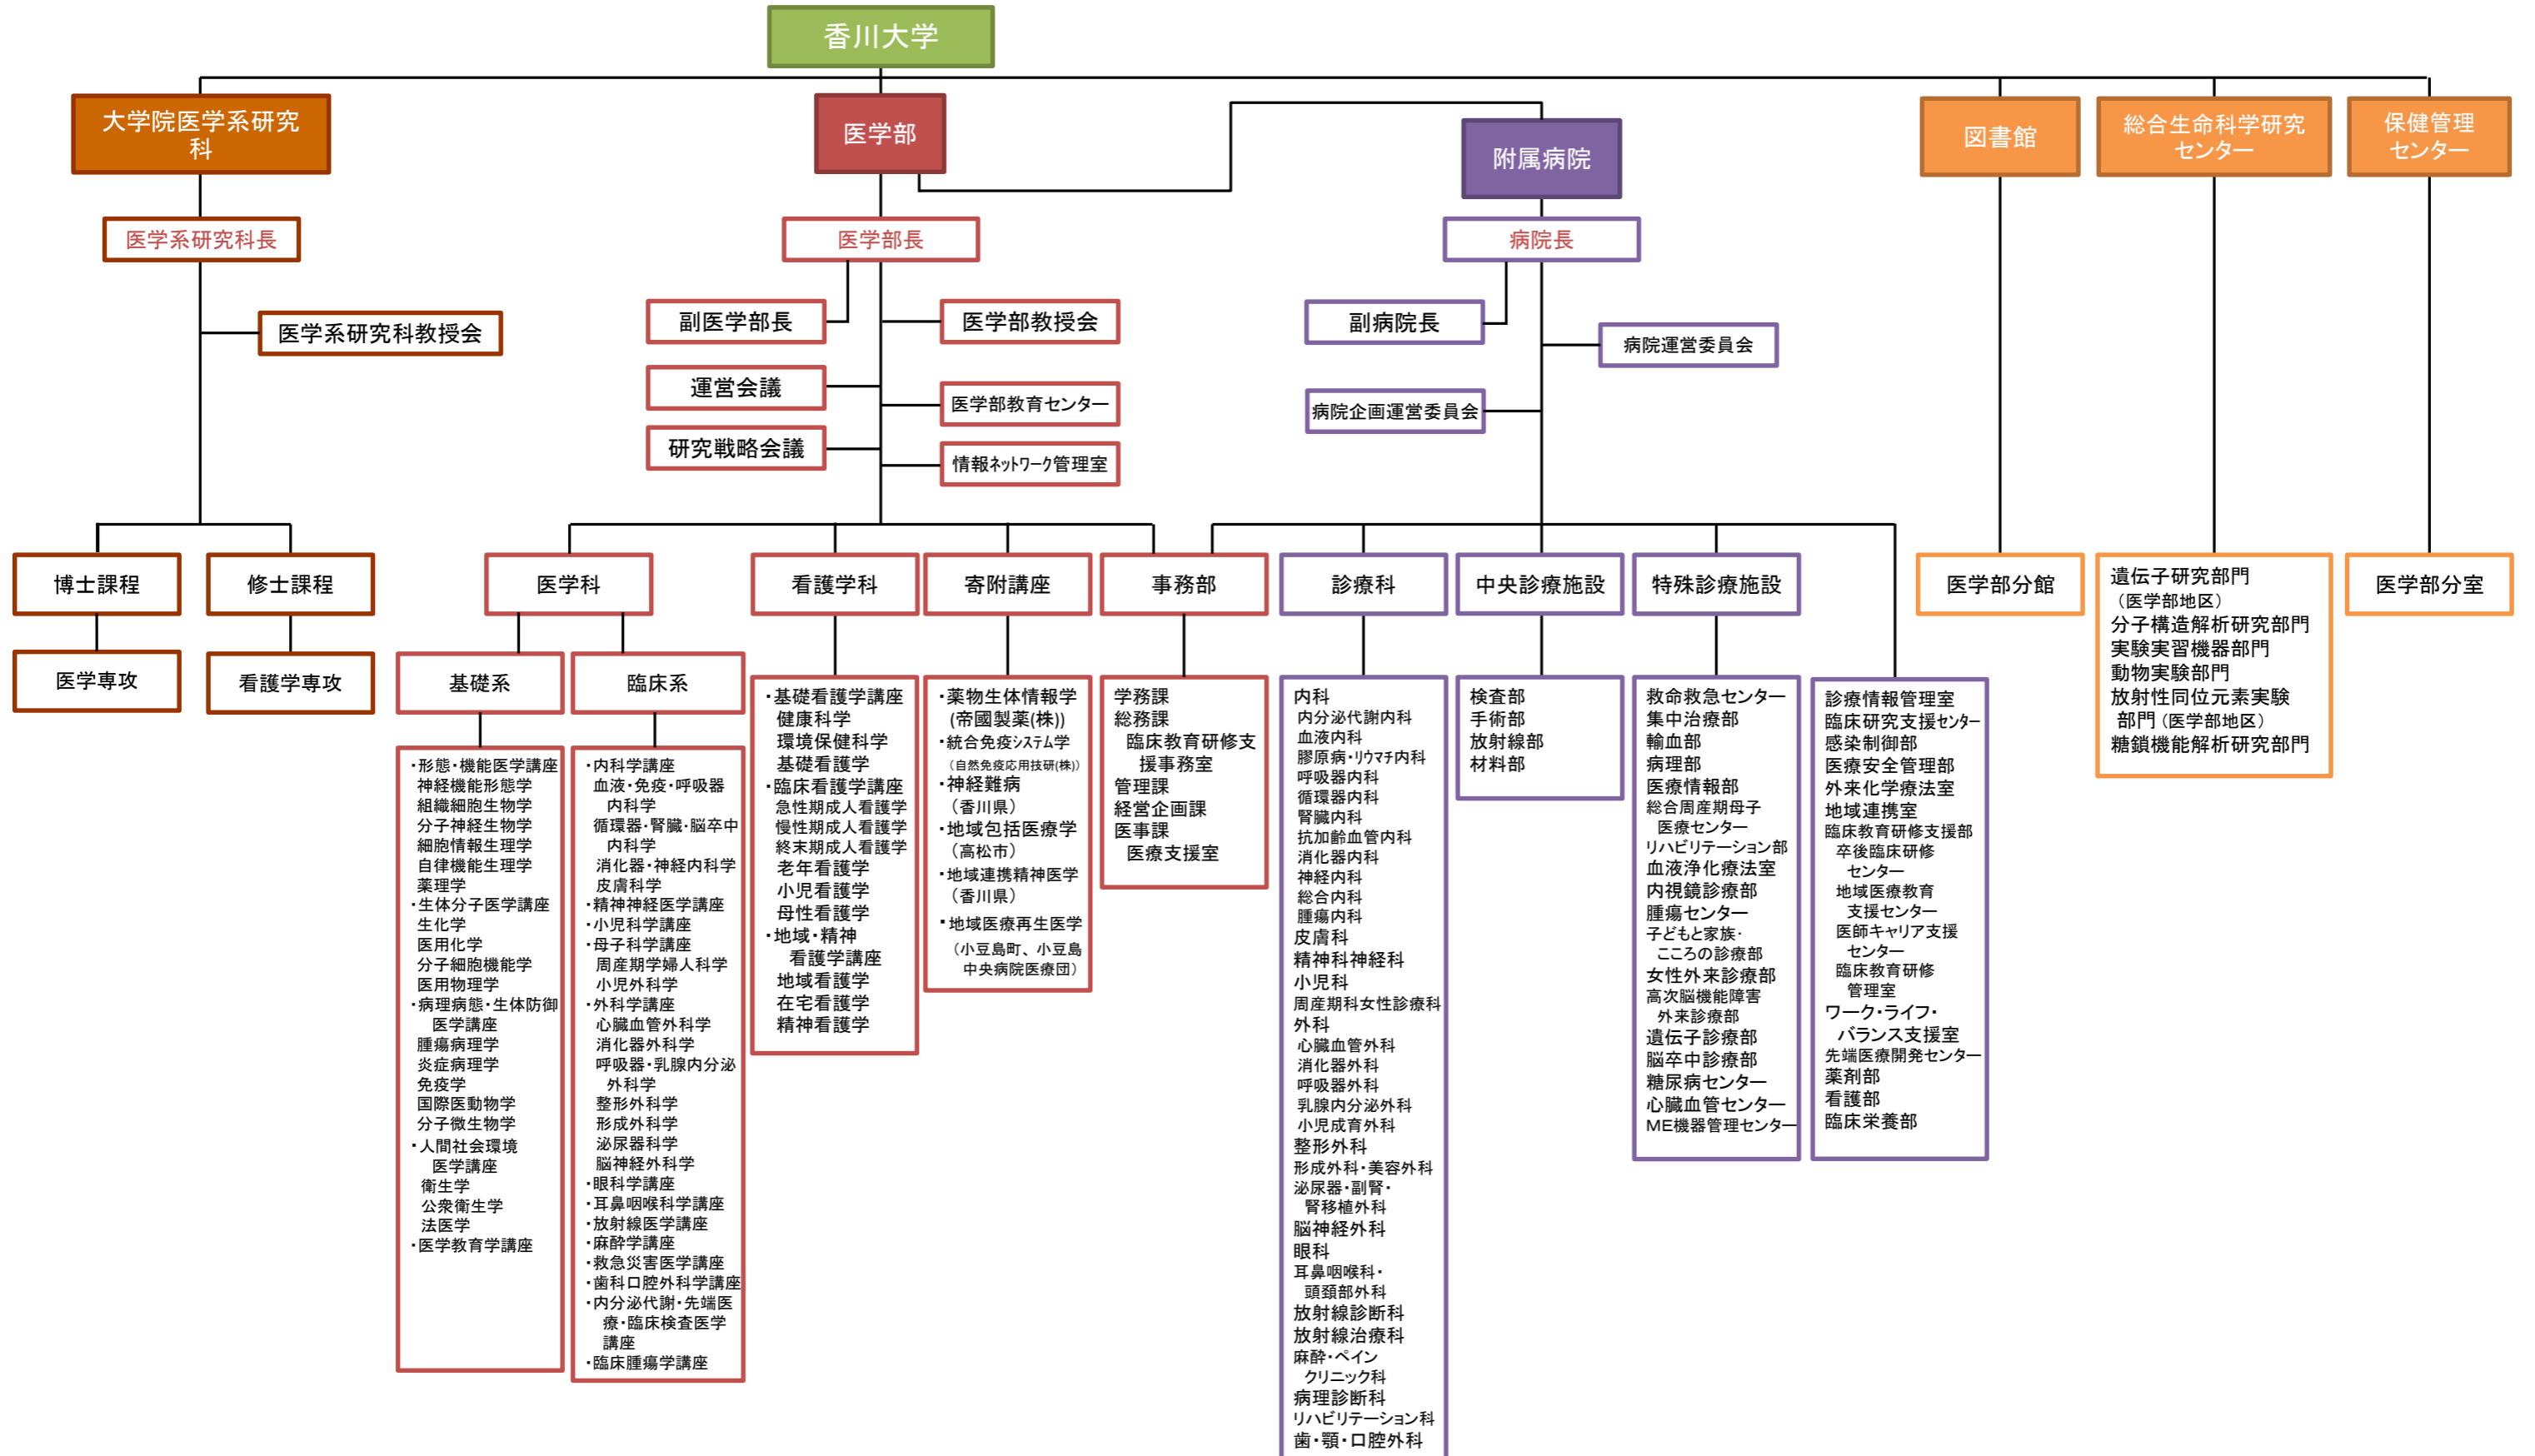 香川大学
大学院医学系研究
科
医学部
附属病院
図書館
総合生命科学研究
センター
保健管理
センター
医学系研究科長
医学部長
病院長
医学系研究科教授会
副医学部長
医学部教授会
運営会議
医学部教育センター
研究戦略会議
情報ネットワーク管理室
副病院長
病院運営委員会
病院企画運営委員会
博士課程
修士課程
医学科
看護学科
寄附講座
事務部
診療科
中央診療施設
特殊診療施設
医学部分館
遺伝子研究部門
(医学部地区)
分子構造解析研究部門
実験実習機器部門
動物実験部門
放射性同位元素実験
部門(医学部地区)
糖鎖機能解析研究部門
医学部分室
医学専攻
看護学専攻
基礎系
臨床系
・形態・機能医学講座
神経機能形態学
組織細胞生物学
分子神経生物学
細胞情報生理学
自律機能生理学
薬理学
・生体分子医学講座
生化学
医用化学
分子細胞機能学
医用物理学
・病理病態・生体防御
医学講座
腫瘍病理学
炎症病理学
免疫学
国際医動物学
分子微生物学
・人間社会環境
医学講座
衛生学
公衆衛生学
法医学
・医学教育学講座
・内科学講座
血液・免疫・呼吸器
内科学
循環器・腎臓・脳卒中
内科学
消化器・神経内科学
皮膚科学
・精神神経医学講座
・小児科学講座
・母子科学講座
周産期学婦人科学
小児外科学
・外科学講座
心臓血管外科学
消化器外科学
呼吸器・乳腺内分泌
外科学
整形外科学
形成外科学
泌尿器科学
脳神経外科学
・眼科学講座
・耳鼻咽喉科学講座
・放射線医学講座
・麻酔学講座
・救急災害医学講座
・歯科口腔外科学講座
・内分泌代謝・先端医
療・臨床検査医学
講座
・臨床腫瘍学講座
・基礎看護学講座
健康科学
環境保健科学
基礎看護学
・臨床看護学講座
急性期成人看護学
慢性期成人看護学
終末期成人看護学
老年看護学
小児看護学
母性看護学
・地域・精神
看護学講座
地域看護学
在宅看護学
精神看護学
・薬物生体情報学
(帝國製薬(株))
・統合免疫システム学
(自然免疫応用技研(株))
・神経難病
(香川県)
・地域包括医療学
(高松市)
・地域連携精神医学
(香川県)
・地域医療再生医学
(小豆島町、小豆島
中央病院医療団)
学務課
総務課
臨床教育研修支
援事務室
管理課
経営企画課
医事課
医療支援室
内科
内分泌代謝内科
血液内科
膠原病・リウマチ内科
呼吸器内科
循環器内科
腎臓内科
抗加齢血管内科
消化器内科
神経内科
総合内科
腫瘍内科
皮膚科
精神科神経科
小児科
周産期科女性診療科
外科
心臓血管外科
消化器外科
呼吸器外科
乳腺内分泌外科
小児成育外科
整形外科
形成外科・美容外科
泌尿器・副腎・
腎移植外科
脳神経外科
眼科
耳鼻咽喉科・
頭頚部外科
放射線診断科
放射線治療科
麻酔・ペイン
クリニック科
病理診断科
リハビリテーション科
歯・顎・口腔外科
検査部
手術部
放射線部
材料部
救命救急センター
集中治療部
輸血部
病理部
医療情報部
総合周産期母子
医療センター
リハビリテーション部
血液浄化療法室
内視鏡診療部
腫瘍センター
子どもと家族・
こころの診療部
女性外来診療部
高次脳機能障害
外来診療部
遺伝子診療部
脳卒中診療部
糖尿病センター
心臓血管センター
ME機器管理センター
診療情報管理室
臨床研究支援センター
感染制御部
医療安全管理部
外来化学療法室
地域連携室
臨床教育研修支援部
卒後臨床研修
センター
地域医療教育
支援センター
医師キャリア支援
センター
臨床教育研修
管理室
ワーク・ライフ・
バランス支援室
先端医療開発センター
薬剤部
看護部
臨床栄養部